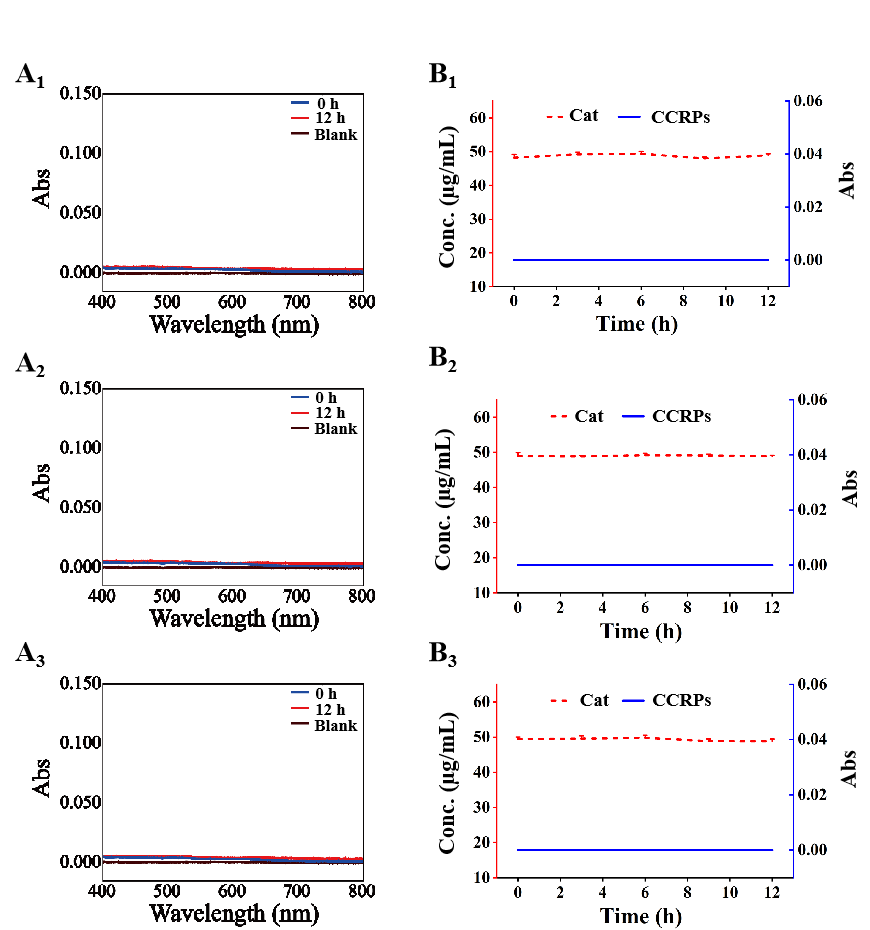 A1
0.150
0.100
0.050
0.000
Abs
0 h
12 h
Blank
400 500 600 700 800
Wavelength (nm)
B1
60
50
40
30
20
10
Conc. (μg/mL)
Cat CCRPs
0.06
0.04
0.02
0.00
Abs
0 2 4 6 8 10 12
Time (h)
A2
0.150
0.100
0.050
0.000
Abs
0 h
12 h
Blank
400 500 600 700 800
Wavelength (nm)
B2
60
50
40
30
20
10
Conc. (μg/mL)
Cat CCRPs
0.06
0.04
0.02
0.00
Abs
0 2 4 6 8 10 12
Time (h)
A3
0.150
0.100
0.050
0.000
Abs
0 h
12 h
Blank
400 500 600 700 800
Wavelength (nm)
B3
60
50
40
30
20
10
Conc. (μg/mL)
Cat CCRPs
0.06
0.04
0.02
0.00
Abs
0 2 4 6 8 10 12
Time (h)